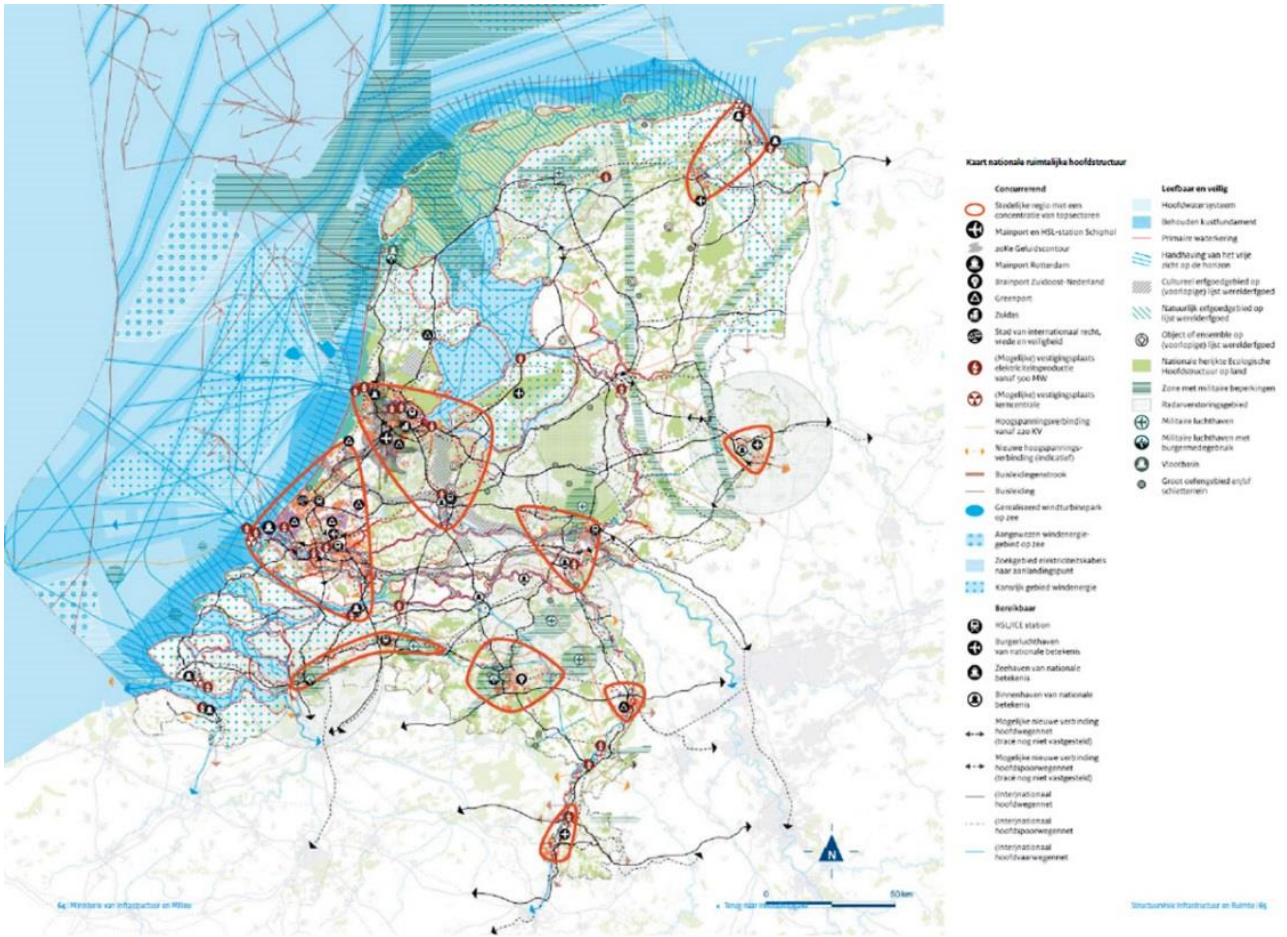 Kaart nationale ruimtelijke hoofdstructuur
Concurrerend
Stedelijke regio met een
concentratie van topsectoren
Mainport en HSL-station Schiphol
20Ke Geluidscontour
Mainport Rotterdam
Brainport Zuidoost-Nederland
Greenport
Zuidas
Stad van internationaal recht,
vrede en veiligheid
(Mogelijke) vestigingsplaats
elektriciteitsproductie
vanaf 500 MW
(Mogelijke) vestigingsplaats
kerncentrale
Hoogspanningsverbinding
vanaf 220 KV
Nieuwe hoogspannings-
verbinding (indicatief)
Buisleidingenstrook
Buisleiding
Gerealiseerd windturbinepark
op zee
Aangewezen windenergie-
gebied op zee
Zoekgebied elektriciteitskabels
naar aanlandingspunt
Kansrijk gebied windenergie
Bereikbaar
HSL/ICE station
Burgerluchthaven
van nationale betekenis
Zeehaven van nationale
betekenis
Binnenhaven van nationale
betekenis
Mogelijke nieuwe verbinding
hoofdwegennet
(tracé nog niet vastgesteld)
Mogelijke nieuwe verbinding
hoofdspoorwegennet
(tracé nog niet vastgesteld)
(Inter)nationaal
hoofdwegennet
(Inter)nationaal
hoofdspoorwegennet
(Inter)nationaal
hoofdvaarwegennet
Leefbaar en veilig
Hoofdwatersysteem
Behouden kustfundament
Primaire waterkering
Handhaving van het vrije
zicht op de horizon
Cultureel erfgoedgebied op
(voorlopige) lijst werelderfgoed
Natuurlijk erfgoedgebied op
lijst werelderfgoed
Object of ensemble op
(voorlopige) lijst werelderfgoed
Nationale herijkte Ecologische
Hoofdstructuur op land
Zone met militaire beperkingen
Radarverstoringsgebied
Militaire luchthaven
Militaire luchthaven met
burgermedegebruik
Vlootbasis
Groot oefengebied en/of
schietterrein
N
0 50 km
64 | Ministerie van Infrastructuur en Milieu
Terug naar
Structuurvisie Infrastructuur en Ruimte | 65